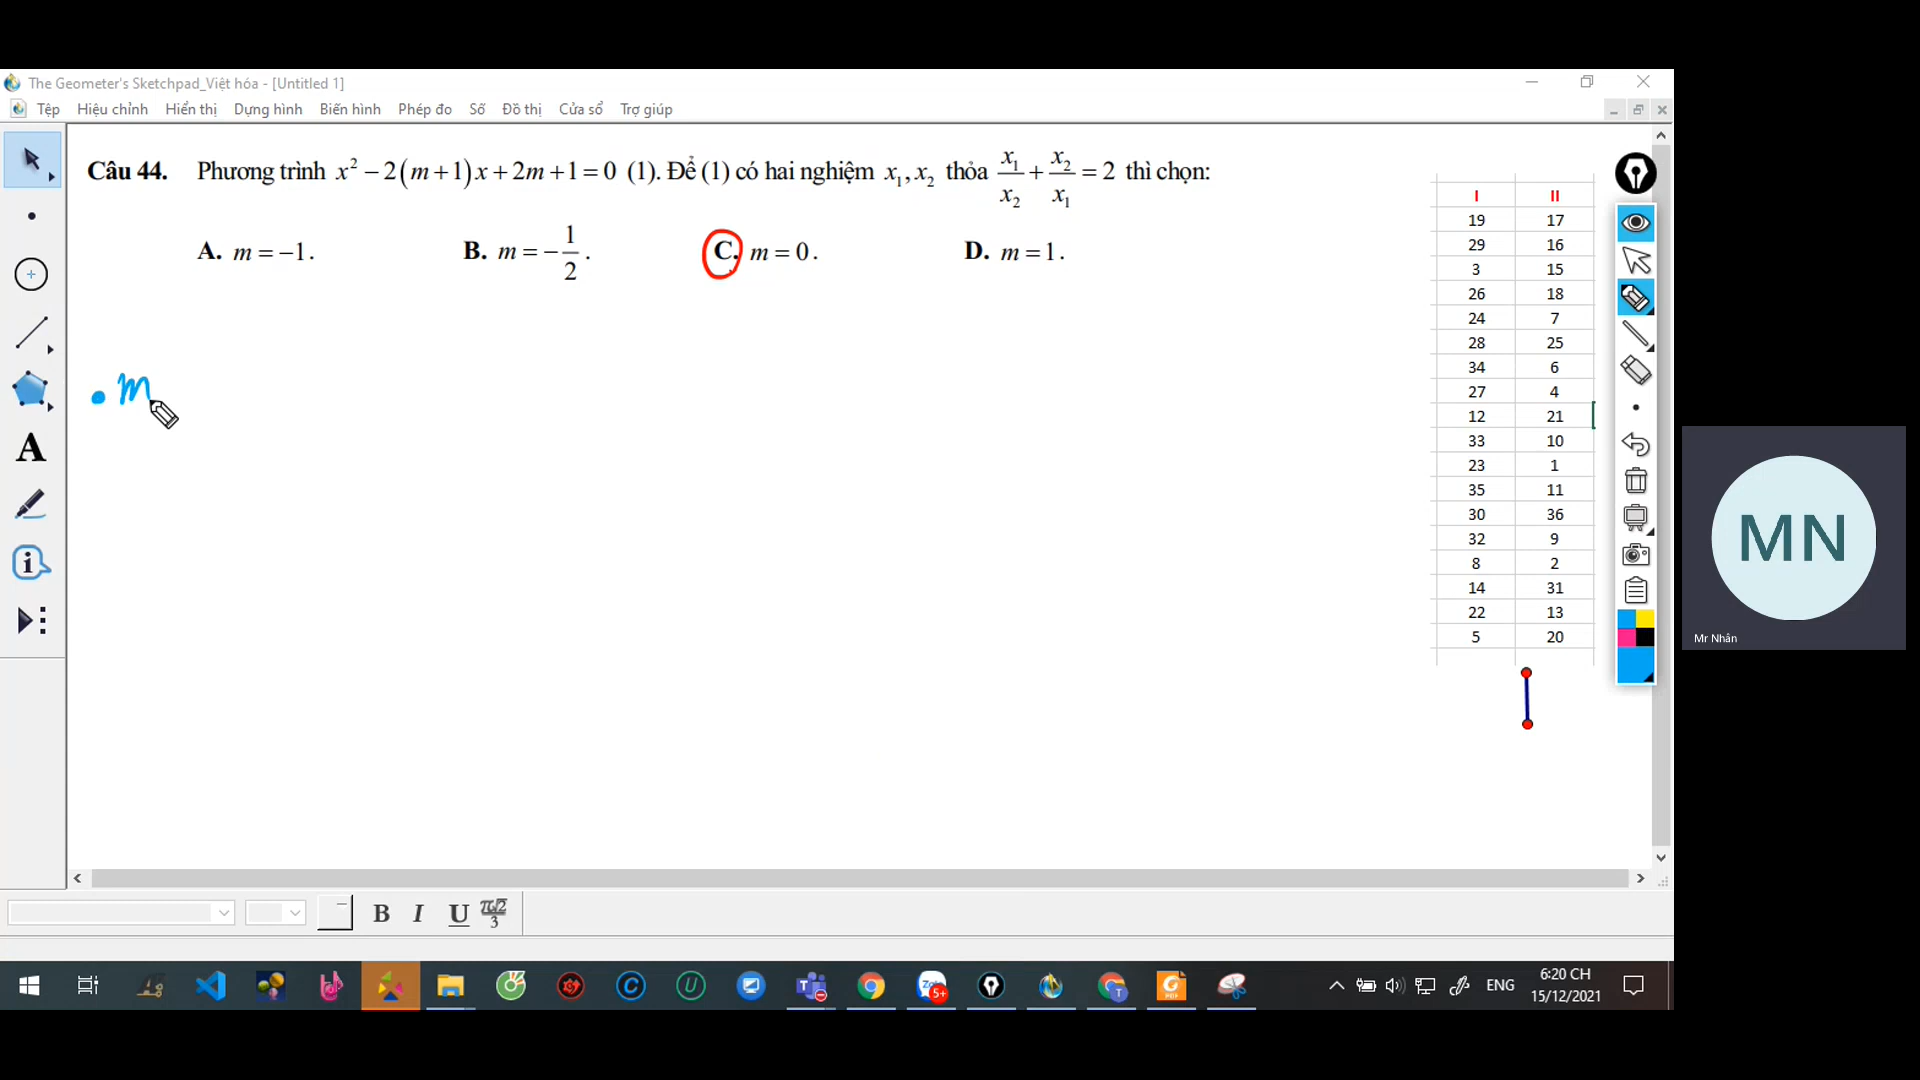 The Geometer's Sketchpad_Việt hóa - [Untitled 1]
Tệp Hiệu chỉnh Hiển thị Dựng hình Biến hình Phép đo Số Đồ thị Cửa sổ Trợ giúp
Câu 44. Phương trình x² − 2(m+1)x + 2m + 1 = 0 (1). Để (1) có hai nghiệm x₁, x₂ thỏa x₁/x₂ + x₂/x₁ = 2 thì chọn:
A. m = −1. B. m = −1/2. C. m = 0. D. m = 1.
m
I II
19 17
29 16
3 15
26 18
24 7
28 25
34 6
27 4
12 21
33 10
23 1
35 11
30 36
32 9
8 2
14 31
22 13
5 20
A
i
B I U π√2/3
MN
Mr Nhân
Zalo 5+
ENG
6:20 CH
15/12/2021